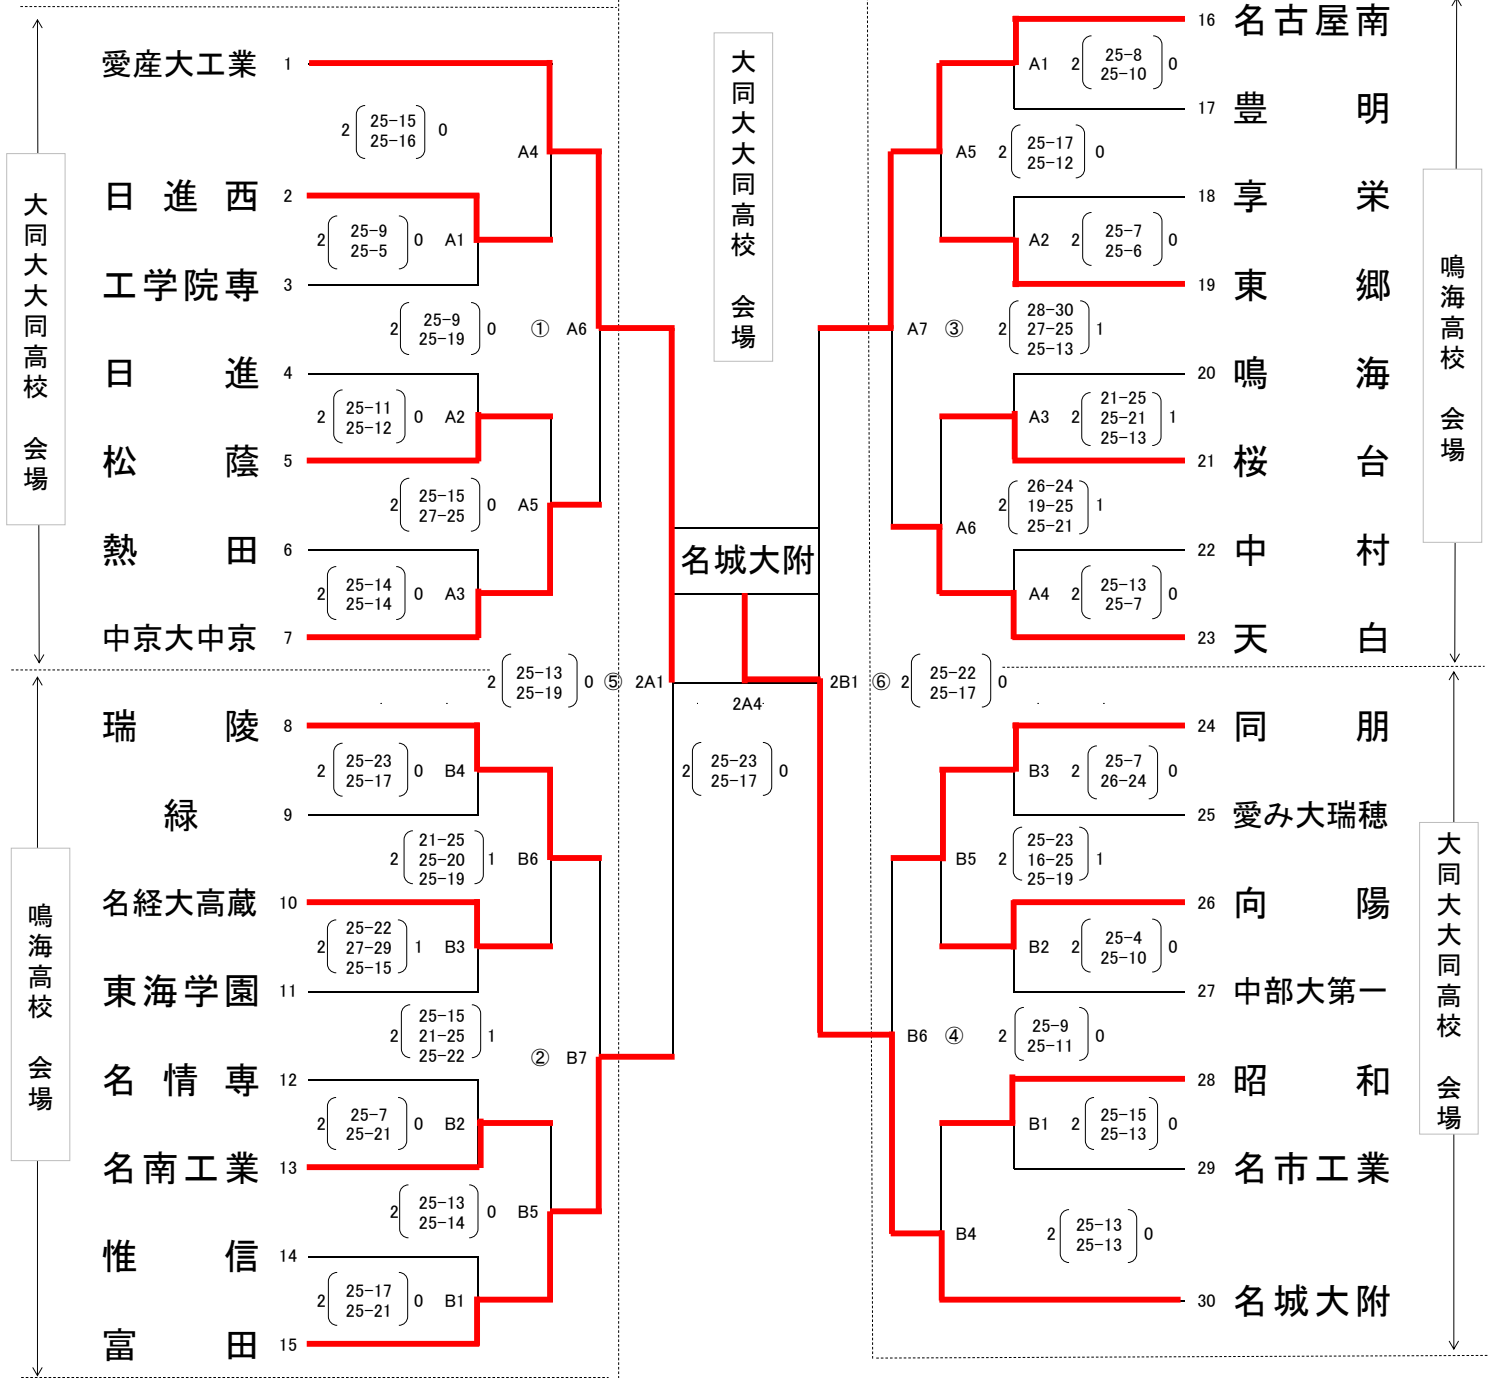 大同大大同高校 会場
鳴海高校 会場
愛産大工業 1
2 25-15 0
25-16
A4
日進西 2
2 25-9 0 A1
25-5
工学院専 3
2 25-9 0 ① A6
25-19
日進 4
2 25-11 0 A2
25-12
松蔭 5
2 25-15 0 A5
27-25
熱田 6
2 25-14 0 A3
25-14
中京大中京 7
2 25-13 0 ⑤ 2A1
25-19
瑞陵 8
2 25-23 0 B4
25-17
緑 9
21-25
2 25-20 1 B6
25-19
名経大高蔵 10
25-22
2 27-29 1 B3
25-15
東海学園 11
25-15
2 21-25 1
25-22
② B7
名情専 12
2 25-7 0 B2
25-21
名南工業 13
2 25-13 0 B5
25-14
惟信 14
2 25-17 0 B1
25-21
富田 15
大同大大同高校 会場
名城大附
2A4
2 25-23 0
25-17
16 名古屋南
A1 2 25-8 0
25-10
17 豊明
A5 2 25-17 0
25-12
18 享栄
A2 2 25-7 0
25-6
19 東郷
28-30
A7 ③ 2 27-25 1
25-13
20 鳴海
21-25
A3 2 25-21 1
25-13
21 桜台
26-24
2 19-25 1
25-21
A6
22 中村
A4 2 25-13 0
25-7
23 天白
2B1 ⑥ 2 25-22 0
25-17
24 同朋
B3 2 25-7 0
26-24
25 愛み大瑞穂
25-23
B5 2 16-25 1
25-19
26 向陽
B2 2 25-4 0
25-10
27 中部大第一
B6 ④ 2 25-9 0
25-11
28 昭和
B1 2 25-15 0
25-13
29 名市工業
B4 2 25-13 0
25-13
30 名城大附
鳴海高校 会場
大同大大同高校 会場